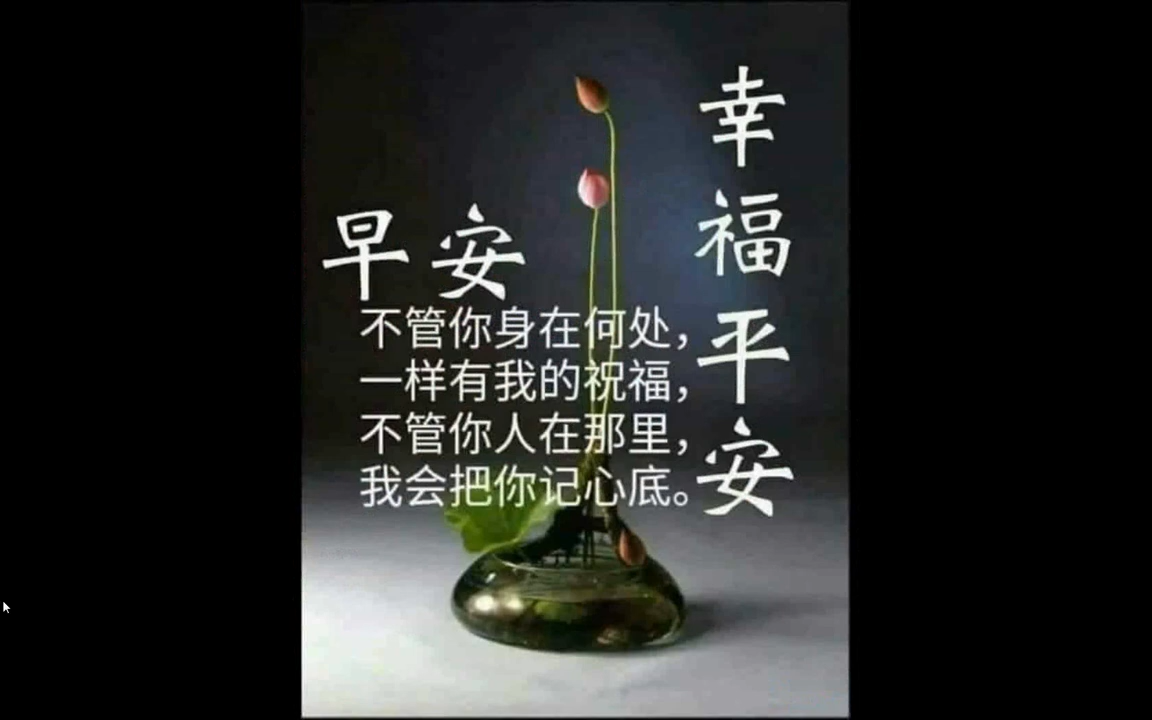 早安
不管你身在何处，
一样有我的祝福，
不管你人在那里，
我会把你记心底。
幸福平安